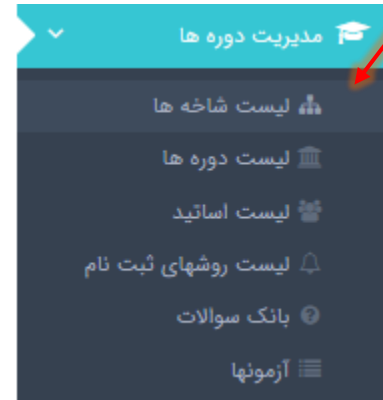 مدیریت دوره ها
لیست شاخه ها
لیست دوره ها
لیست اساتید
لیست روشهای ثبت نام
بانک سوالات
آزمونها